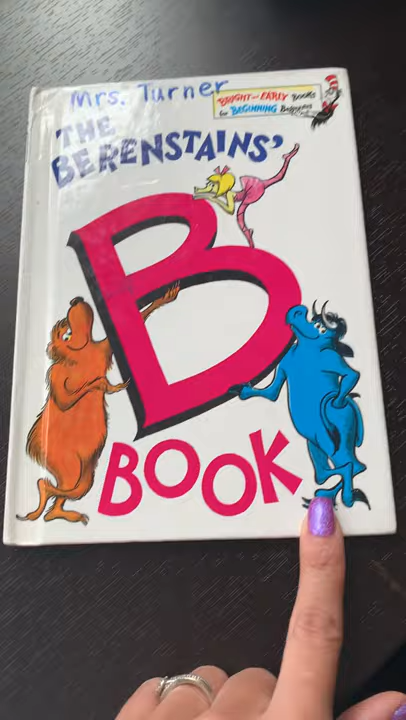 Mrs. Turner
BRIGHT and EARLY Books
for BEGINNING Beginners
THE
BERENSTAINS'
B
BOOK